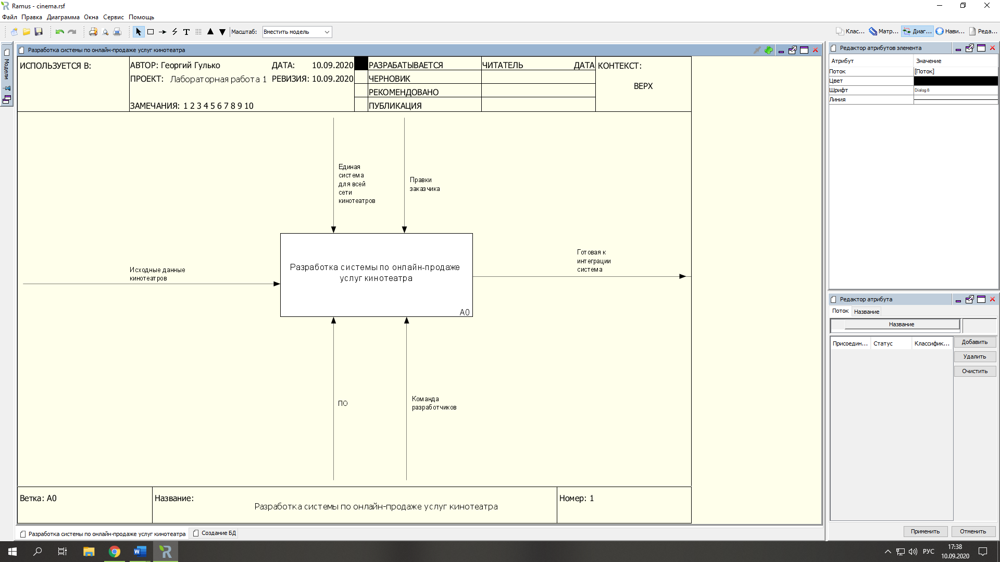 Ramus - cinema.rsf
Файл Правка Диаграмма Окна Сервис Помощь
Масштаб: Вместить модель
Клас... Матр... Диаг... Нави... Реда...
Модели
Разработка системы по онлайн-продаже услуг кинотеатра
ИСПОЛЬЗУЕТСЯ В:
АВТОР: Георгий Гулько
ДАТА: 10.09.2020
ПРОЕКТ: Лабораторная работа 1
РЕВИЗИЯ: 10.09.2020
ЗАМЕЧАНИЯ: 1 2 3 4 5 6 7 8 9 10
РАЗРАБАТЫВАЕТСЯ
ЧЕРНОВИК
РЕКОМЕНДОВАНО
ПУБЛИКАЦИЯ
ЧИТАТЕЛЬ ДАТА
КОНТЕКСТ:
ВЕРХ
Единая
система
для всей
сети
кинотеатров
Правки
заказчика
Исходные данные
кинотеатров
Разработка системы по онлайн-продаже
услуг кинотеатра
A0
Готовая к
интеграции
система
ПО
Команда
разработчиков
Ветка: A0
Название:
Разработка системы по онлайн-продаже услуг кинотеатра
Номер: 1
Разработка системы по онлайн-продаже услуг кинотеатра
Создание БД
Редактор атрибутов элемента
Атрибут Значение
Поток [Поток]
Цвет
Шрифт Dialog 8
Линия
Редактор атрибута
Поток Название
Название
Присоедин... Статус Классифик...
Добавить
Удалить
Очистить
Применить Отменить
РУС
17:38
10.09.2020